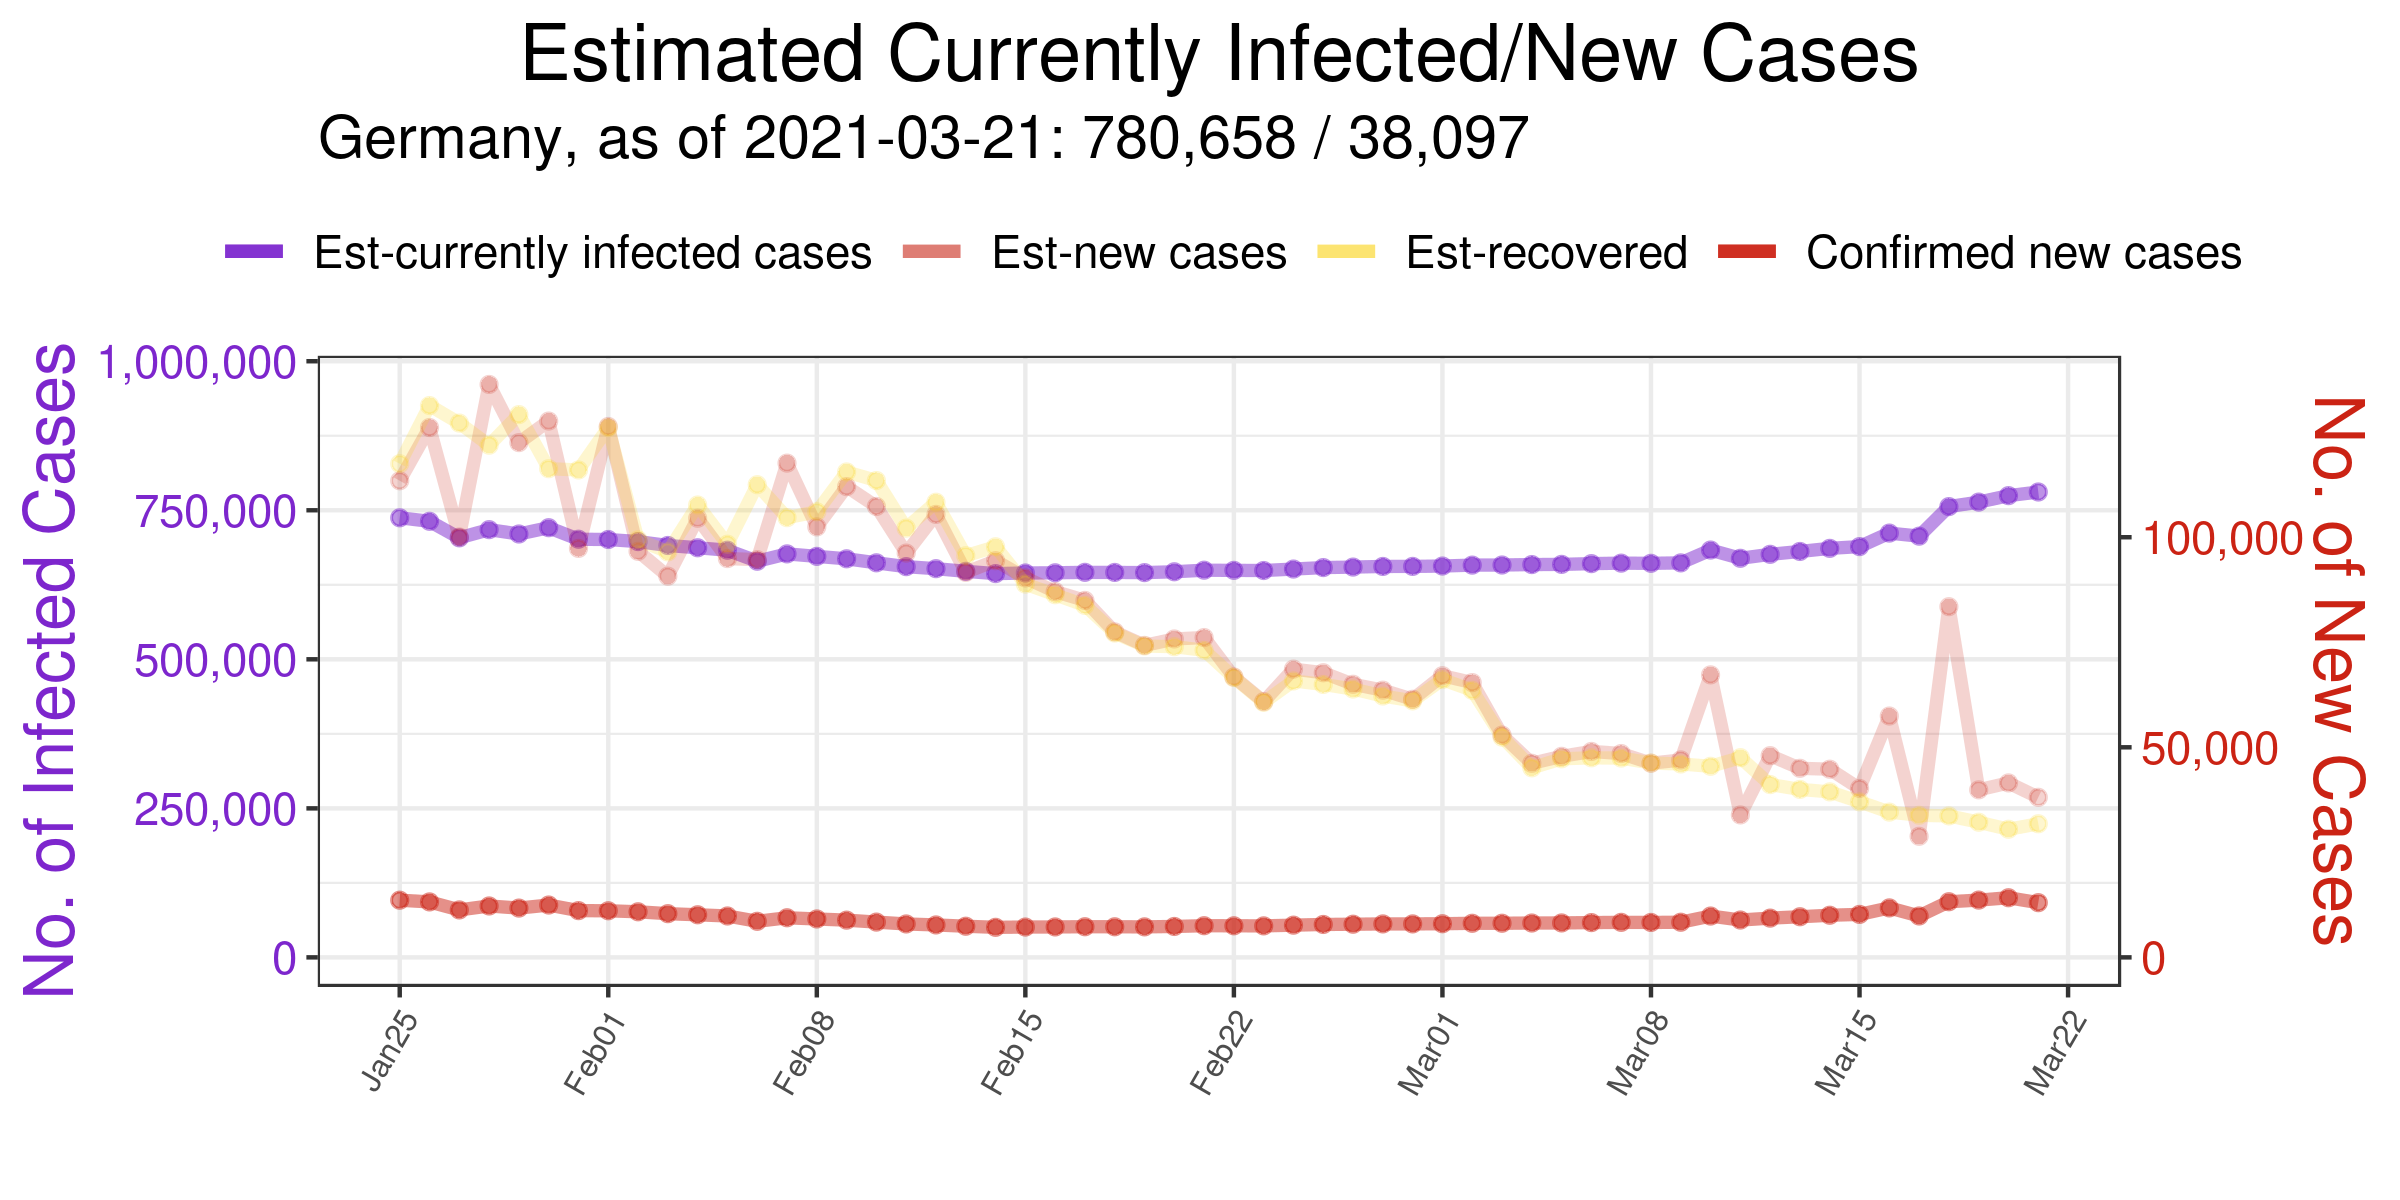 Estimated Currently Infected/New Cases
Germany, as of 2021-03-21: 780,658 / 38,097
Est-currently infected cases Est-new cases Est-recovered Confirmed new cases
No. of Infected Cases
1,000,000
750,000
500,000
250,000
0
100,000
50,000
0
No. of New Cases
Jan25 Feb01 Feb08 Feb15 Feb22 Mar01 Mar08 Mar15 Mar22